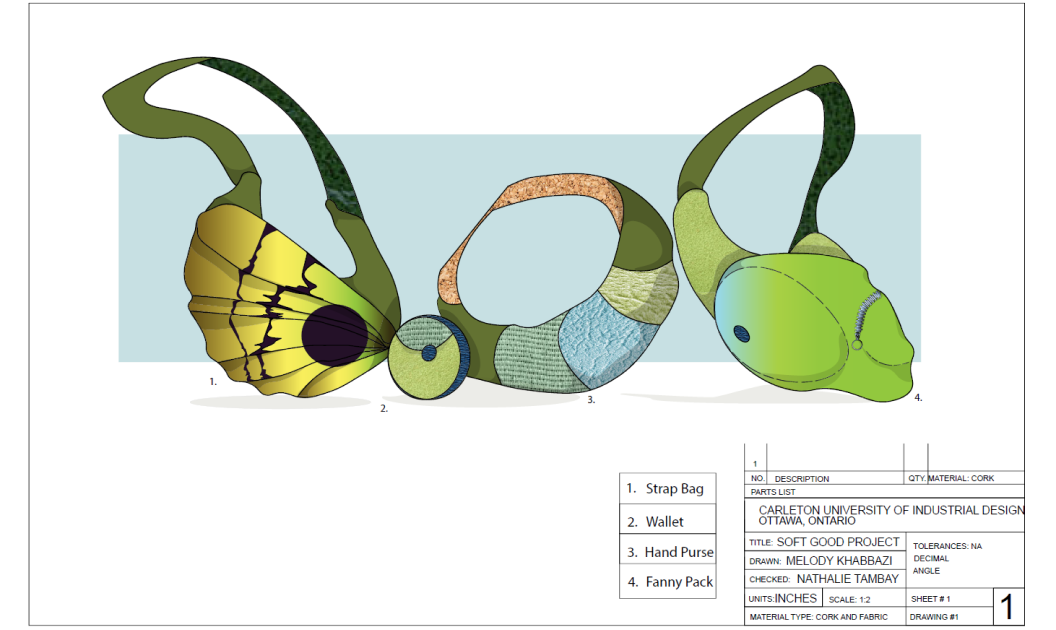 1.
2.
3.
4.
1. Strap Bag
2. Wallet
3. Hand Purse
4. Fanny Pack
1
NO. DESCRIPTION QTY. MATERIAL: CORK
PARTS LIST
CARLETON UNIVERSITY OF INDUSTRIAL DESIGN
OTTAWA, ONTARIO
TITLE: SOFT GOOD PROJECT
DRAWN: MELODY KHABBAZI
CHECKED: NATHALIE TAMBAY
TOLERANCES: NA
DECIMAL
ANGLE
UNITS:INCHES SCALE: 1:2 SHEET # 1
MATERIAL TYPE: CORK AND FABRIC DRAWING #1
1